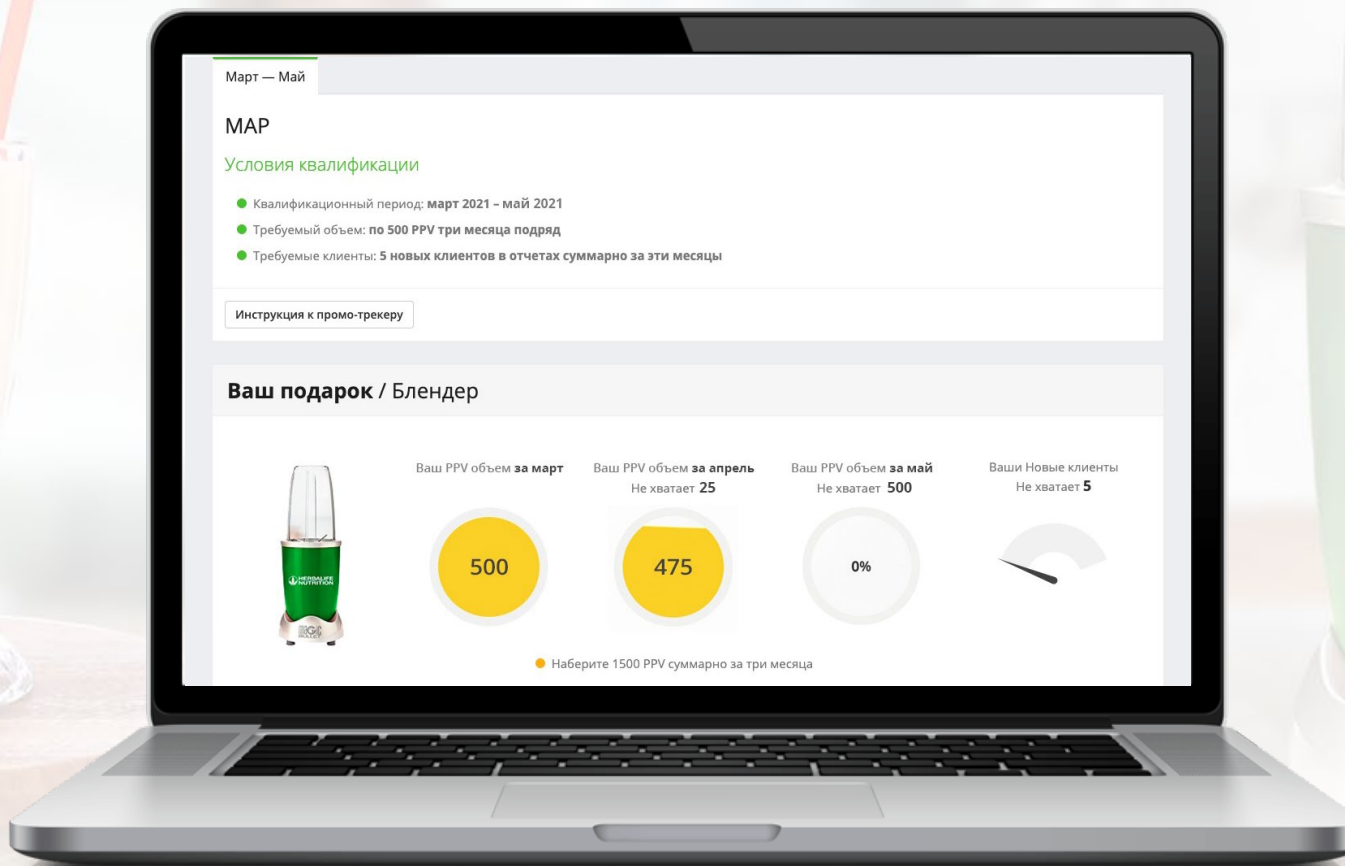 Март — Май
MAP
Условия квалификации
Квалификационный период: март 2021 – май 2021
Требуемый объем: по 500 PPV три месяца подряд
Требуемые клиенты: 5 новых клиентов в отчетах суммарно за эти месяцы
Инструкция к промо-трекеру
Ваш подарок / Блендер
Ваш PPV объем за март
Ваш PPV объем за апрель
Не хватает 25
Ваш PPV объем за май
Не хватает 500
Ваши Новые клиенты
Не хватает 5
500
475
0%
HERBALIFE
NUTRITION
Наберите 1500 PPV суммарно за три месяца